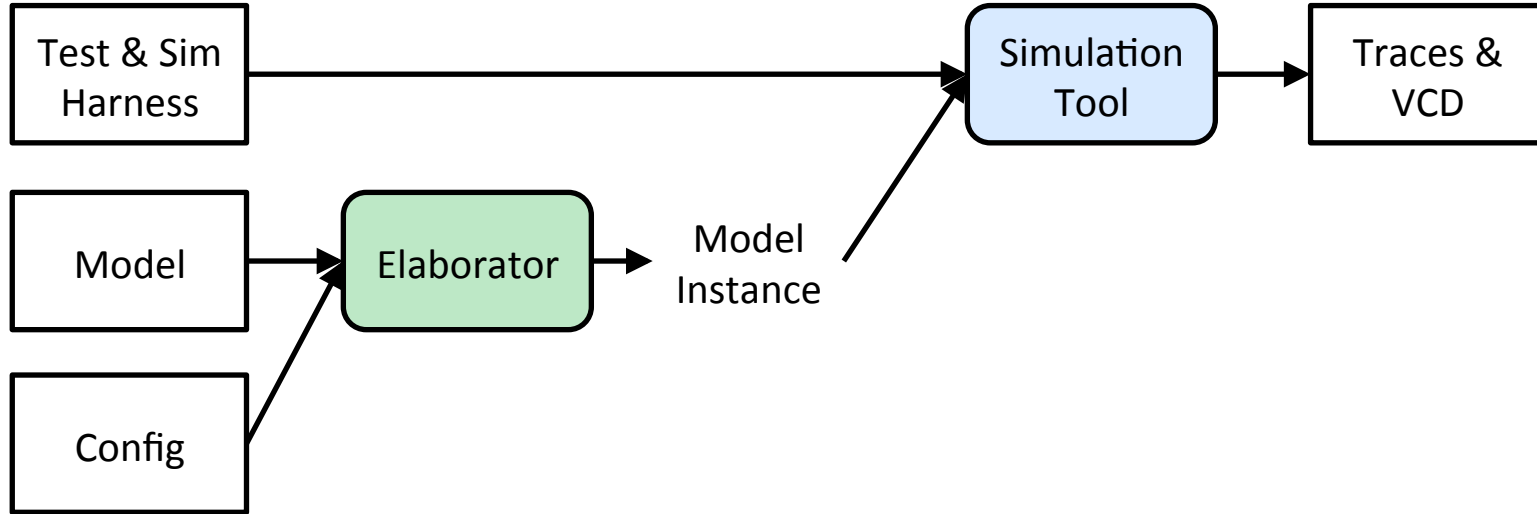 Test & Sim
Harness
Simulation
Tool
Traces &
VCD
Model
Elaborator
Model
Instance
Config